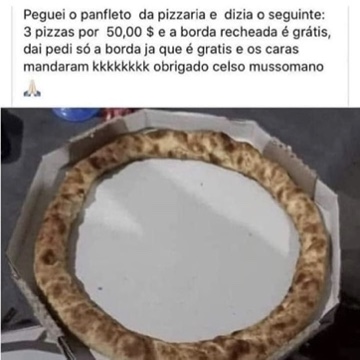 Peguei o panfleto da pizzaria e dizia o seguinte:
3 pizzas por 50,00 $ e a borda recheada é grátis,
dai pedi só a borda ja que é gratis e os caras
mandaram kkkkkkkk obrigado celso mussomano
🙏🏻